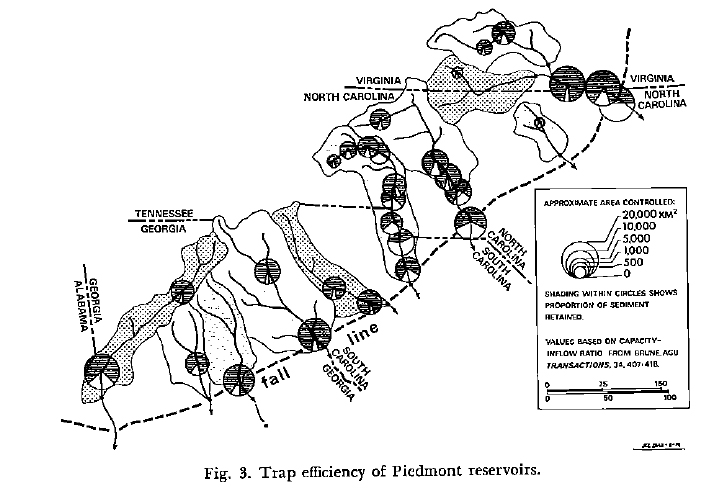 VIRGINIA
NORTH CAROLINA
VIRGINIA
NORTH
CAROLINA
TENNESSEE
GEORGIA
NORTH
CAROLINA
SOUTH
CAROLINA
GEORGIA
ALABAMA
fall line
SOUTH
CAROLINA
GEORGIA
APPROXIMATE AREA CONTROLLED:
20,000 KM²
10,000
5,000
1,000
500
0
SHADING WITHIN CIRCLES SHOWS
PROPORTION OF SEDIMENT
RETAINED.
VALUES BASED ON CAPACITY-
INFLOW RATIO FROM BRUNE, AGU
TRANSACTIONS, 34, 407-418.
0 75 150
0 50 100
Fig. 3. Trap efficiency of Piedmont reservoirs.